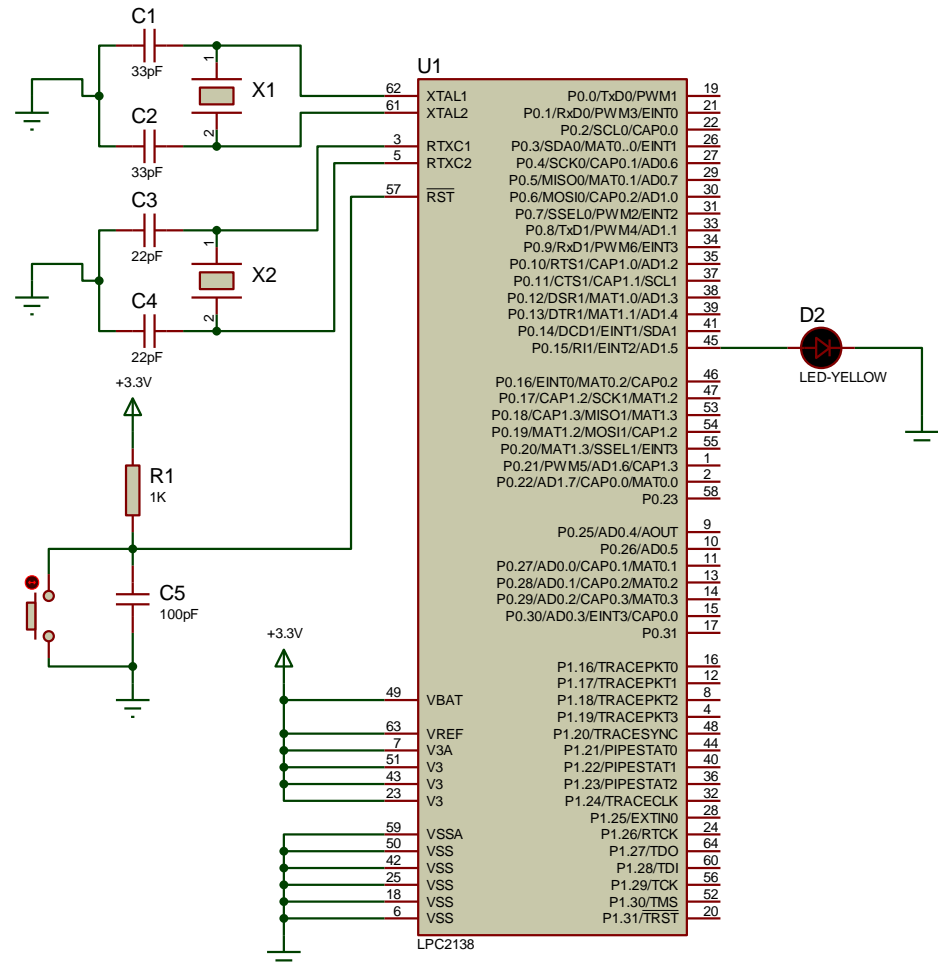 C1
33pF
1
X1
2
C2
33pF
C3
22pF
1
X2
2
C4
22pF
+3.3V
R1
1K
C5
100pF
+3.3V
U1
62 XTAL1
61 XTAL2
3 RTXC1
5 RTXC2
57 RST
49 VBAT
63 VREF
7 V3A
51 V3
43 V3
23 V3
59 VSSA
50 VSS
42 VSS
25 VSS
18 VSS
6 VSS
P0.0/TxD0/PWM1 19
P0.1/RxD0/PWM3/EINT0 21
P0.2/SCL0/CAP0.0 22
P0.3/SDA0/MAT0..0/EINT1 26
P0.4/SCK0/CAP0.1/AD0.6 27
P0.5/MISO0/MAT0.1/AD0.7 29
P0.6/MOSI0/CAP0.2/AD1.0 30
P0.7/SSEL0/PWM2/EINT2 31
P0.8/TxD1/PWM4/AD1.1 33
P0.9/RxD1/PWM6/EINT3 34
P0.10/RTS1/CAP1.0/AD1.2 35
P0.11/CTS1/CAP1.1/SCL1 37
P0.12/DSR1/MAT1.0/AD1.3 38
P0.13/DTR1/MAT1.1/AD1.4 39
P0.14/DCD1/EINT1/SDA1 41
P0.15/RI1/EINT2/AD1.5 45
P0.16/EINT0/MAT0.2/CAP0.2 46
P0.17/CAP1.2/SCK1/MAT1.2 47
P0.18/CAP1.3/MISO1/MAT1.3 53
P0.19/MAT1.2/MOSI1/CAP1.2 54
P0.20/MAT1.3/SSEL1/EINT3 55
P0.21/PWM5/AD1.6/CAP1.3 1
P0.22/AD1.7/CAP0.0/MAT0.0 2
P0.23 58
P0.25/AD0.4/AOUT 9
P0.26/AD0.5 10
P0.27/AD0.0/CAP0.1/MAT0.1 11
P0.28/AD0.1/CAP0.2/MAT0.2 13
P0.29/AD0.2/CAP0.3/MAT0.3 14
P0.30/AD0.3/EINT3/CAP0.0 15
P0.31 17
P1.16/TRACEPKT0 16
P1.17/TRACEPKT1 12
P1.18/TRACEPKT2 8
P1.19/TRACEPKT3 4
P1.20/TRACESYNC 48
P1.21/PIPESTAT0 44
P1.22/PIPESTAT1 40
P1.23/PIPESTAT2 36
P1.24/TRACECLK 32
P1.25/EXTIN0 28
P1.26/RTCK 24
P1.27/TDO 64
P1.28/TDI 60
P1.29/TCK 56
P1.30/TMS 52
P1.31/TRST 20
LPC2138
D2
LED-YELLOW